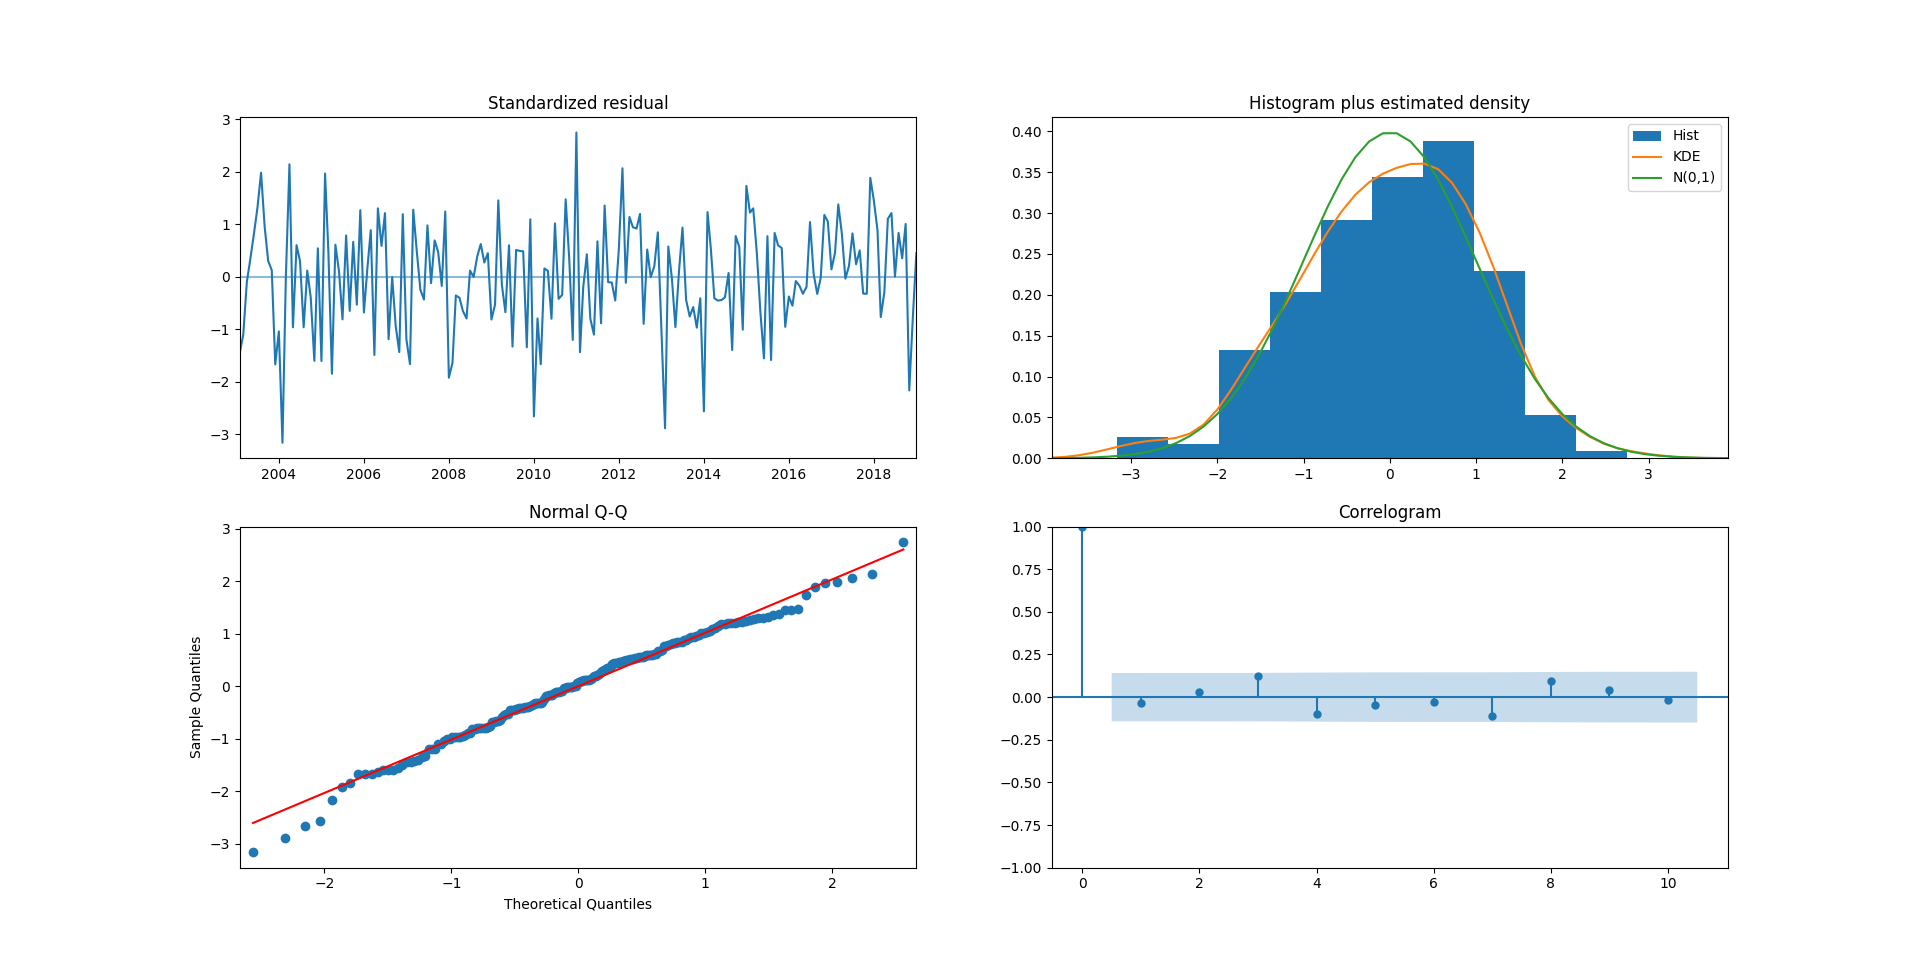 Standardized residual
3
2
1
0
−1
−2
−3
2004 2006 2008 2010 2012 2014 2016 2018
Histogram plus estimated density
0.40
0.35
0.30
0.25
0.20
0.15
0.10
0.05
0.00
Hist
KDE
N(0,1)
−3 −2 −1 0 1 2 3
Normal Q-Q
Sample Quantiles
3
2
1
0
−1
−2
−3
−2 −1 0 1 2
Theoretical Quantiles
Correlogram
1.00
0.75
0.50
0.25
0.00
−0.25
−0.50
−0.75
−1.00
0 2 4 6 8 10